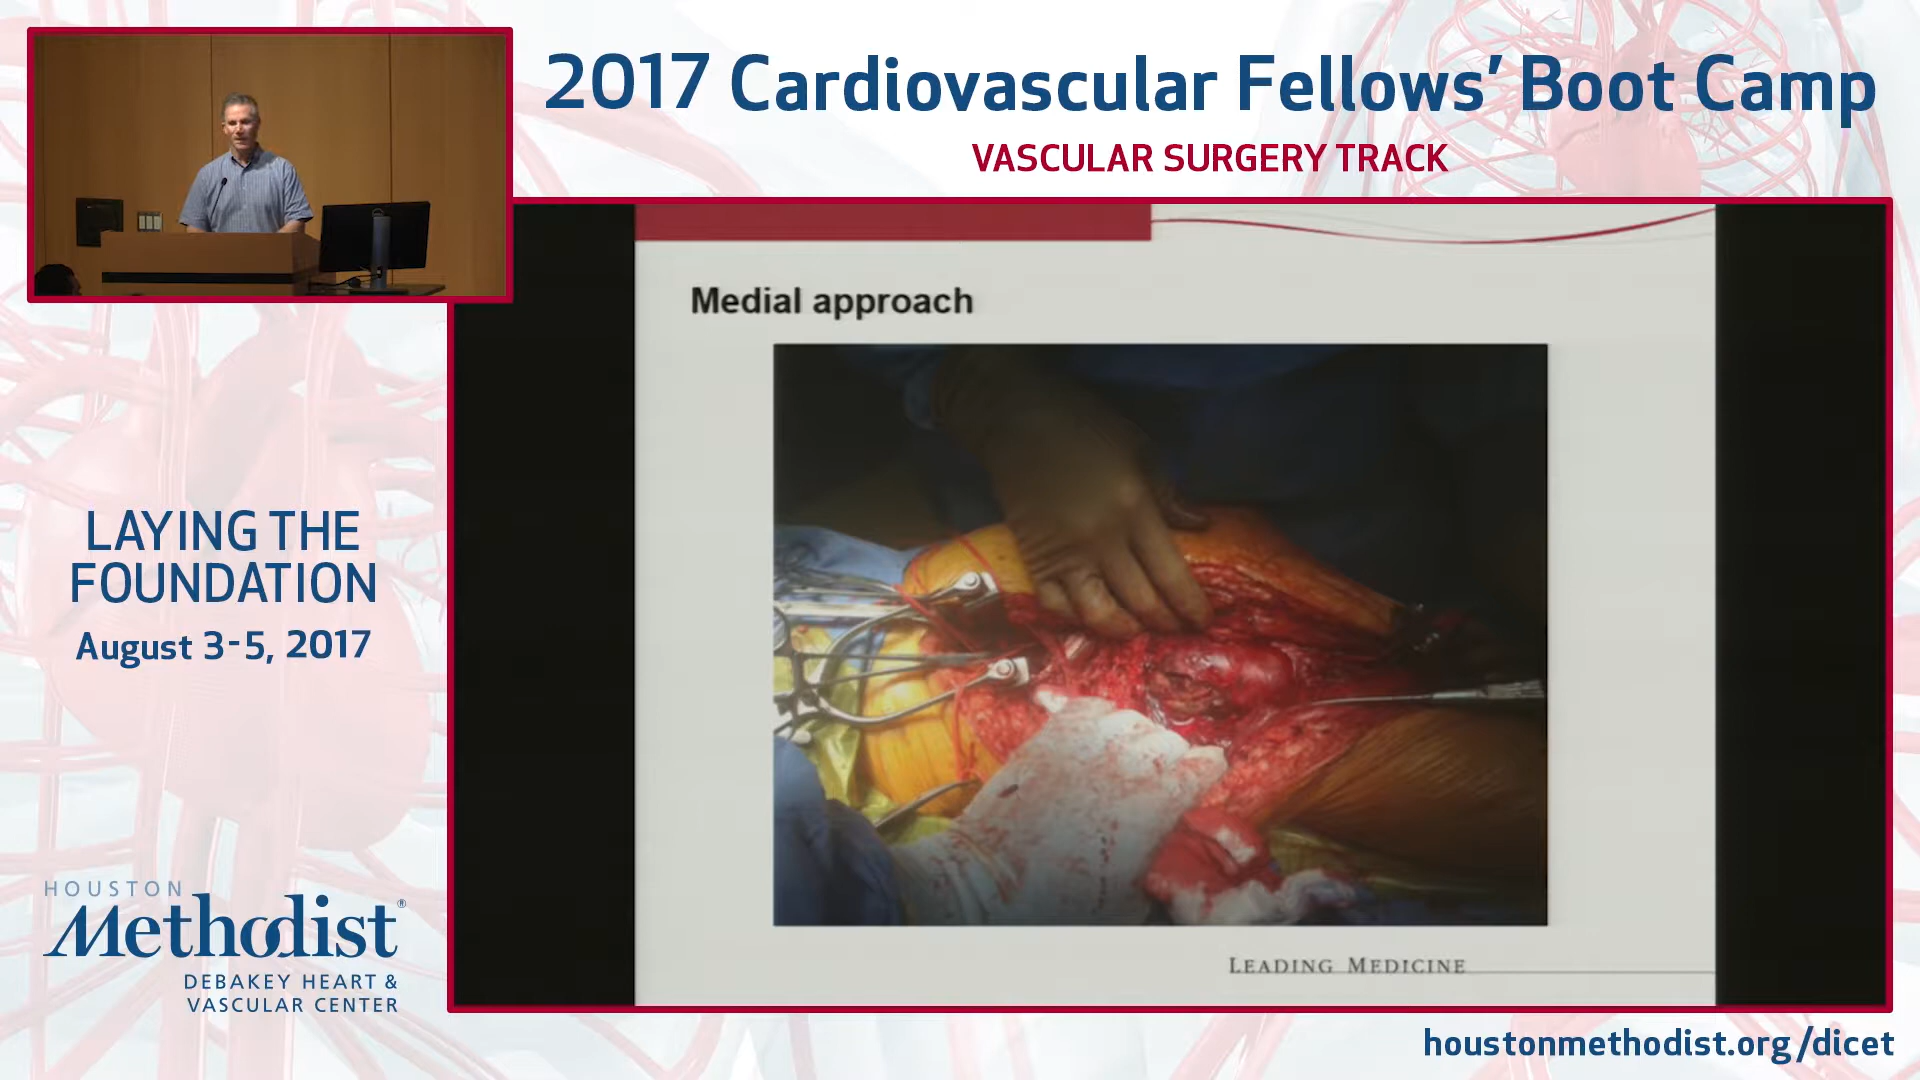 2017 Cardiovascular Fellows’ Boot Camp
VASCULAR SURGERY TRACK
Medial approach
LEADING MEDICINE
LAYING THE
FOUNDATION
August 3-5, 2017
HOUSTON
Methodist®
DEBAKEY HEART &
VASCULAR CENTER
houstonmethodist.org/dicet